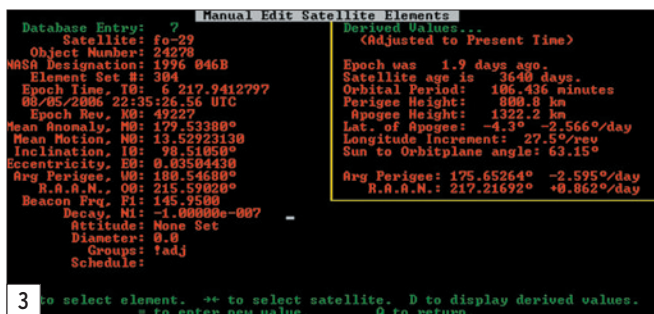 Manual Edit Satellite Elements
Database Entry: 7
Satellite: fo-29
Object Number: 24278
NASA Designation: 1996 046B
Element Set #: 304
Epoch Time, T0: 6 217.9412797
08/05/2006 22:35:26.56 UTC
Epoch Rev, K0: 49227
Mean Anomaly, M0: 179.53380°
Mean Motion, N0: 13.52923130
Inclination, I0: 98.51050°
Eccentricity, E0: 0.03504430
Arg Perigee, W0: 180.54680°
R.A.A.N., O0: 215.59020°
Beacon Frq, F1: 145.9500
Decay, N1: -1.00000e-007
Attitude: None Set
Diameter: 0.0
Groups: !adj
Schedule:
Derived Values...
(Adjusted to Present Time)
Epoch was 1.9 days ago.
Satellite age is 3640 days.
Orbital Period: 106.436 minutes
Perigee Height: 800.8 km
Apogee Height: 1322.2 km
Lat. of Apogee: -4.3° -2.566°/day
Longitude Increment: 27.5°/rev
Sun to Orbitplane angle: 63.15°
Arg Perigee: 175.65264° -2.595°/day
R.A.A.N.: 217.21692° +0.862°/day
to select element. →← to select satellite. D to display derived values.
= to enter new value Q to return
3